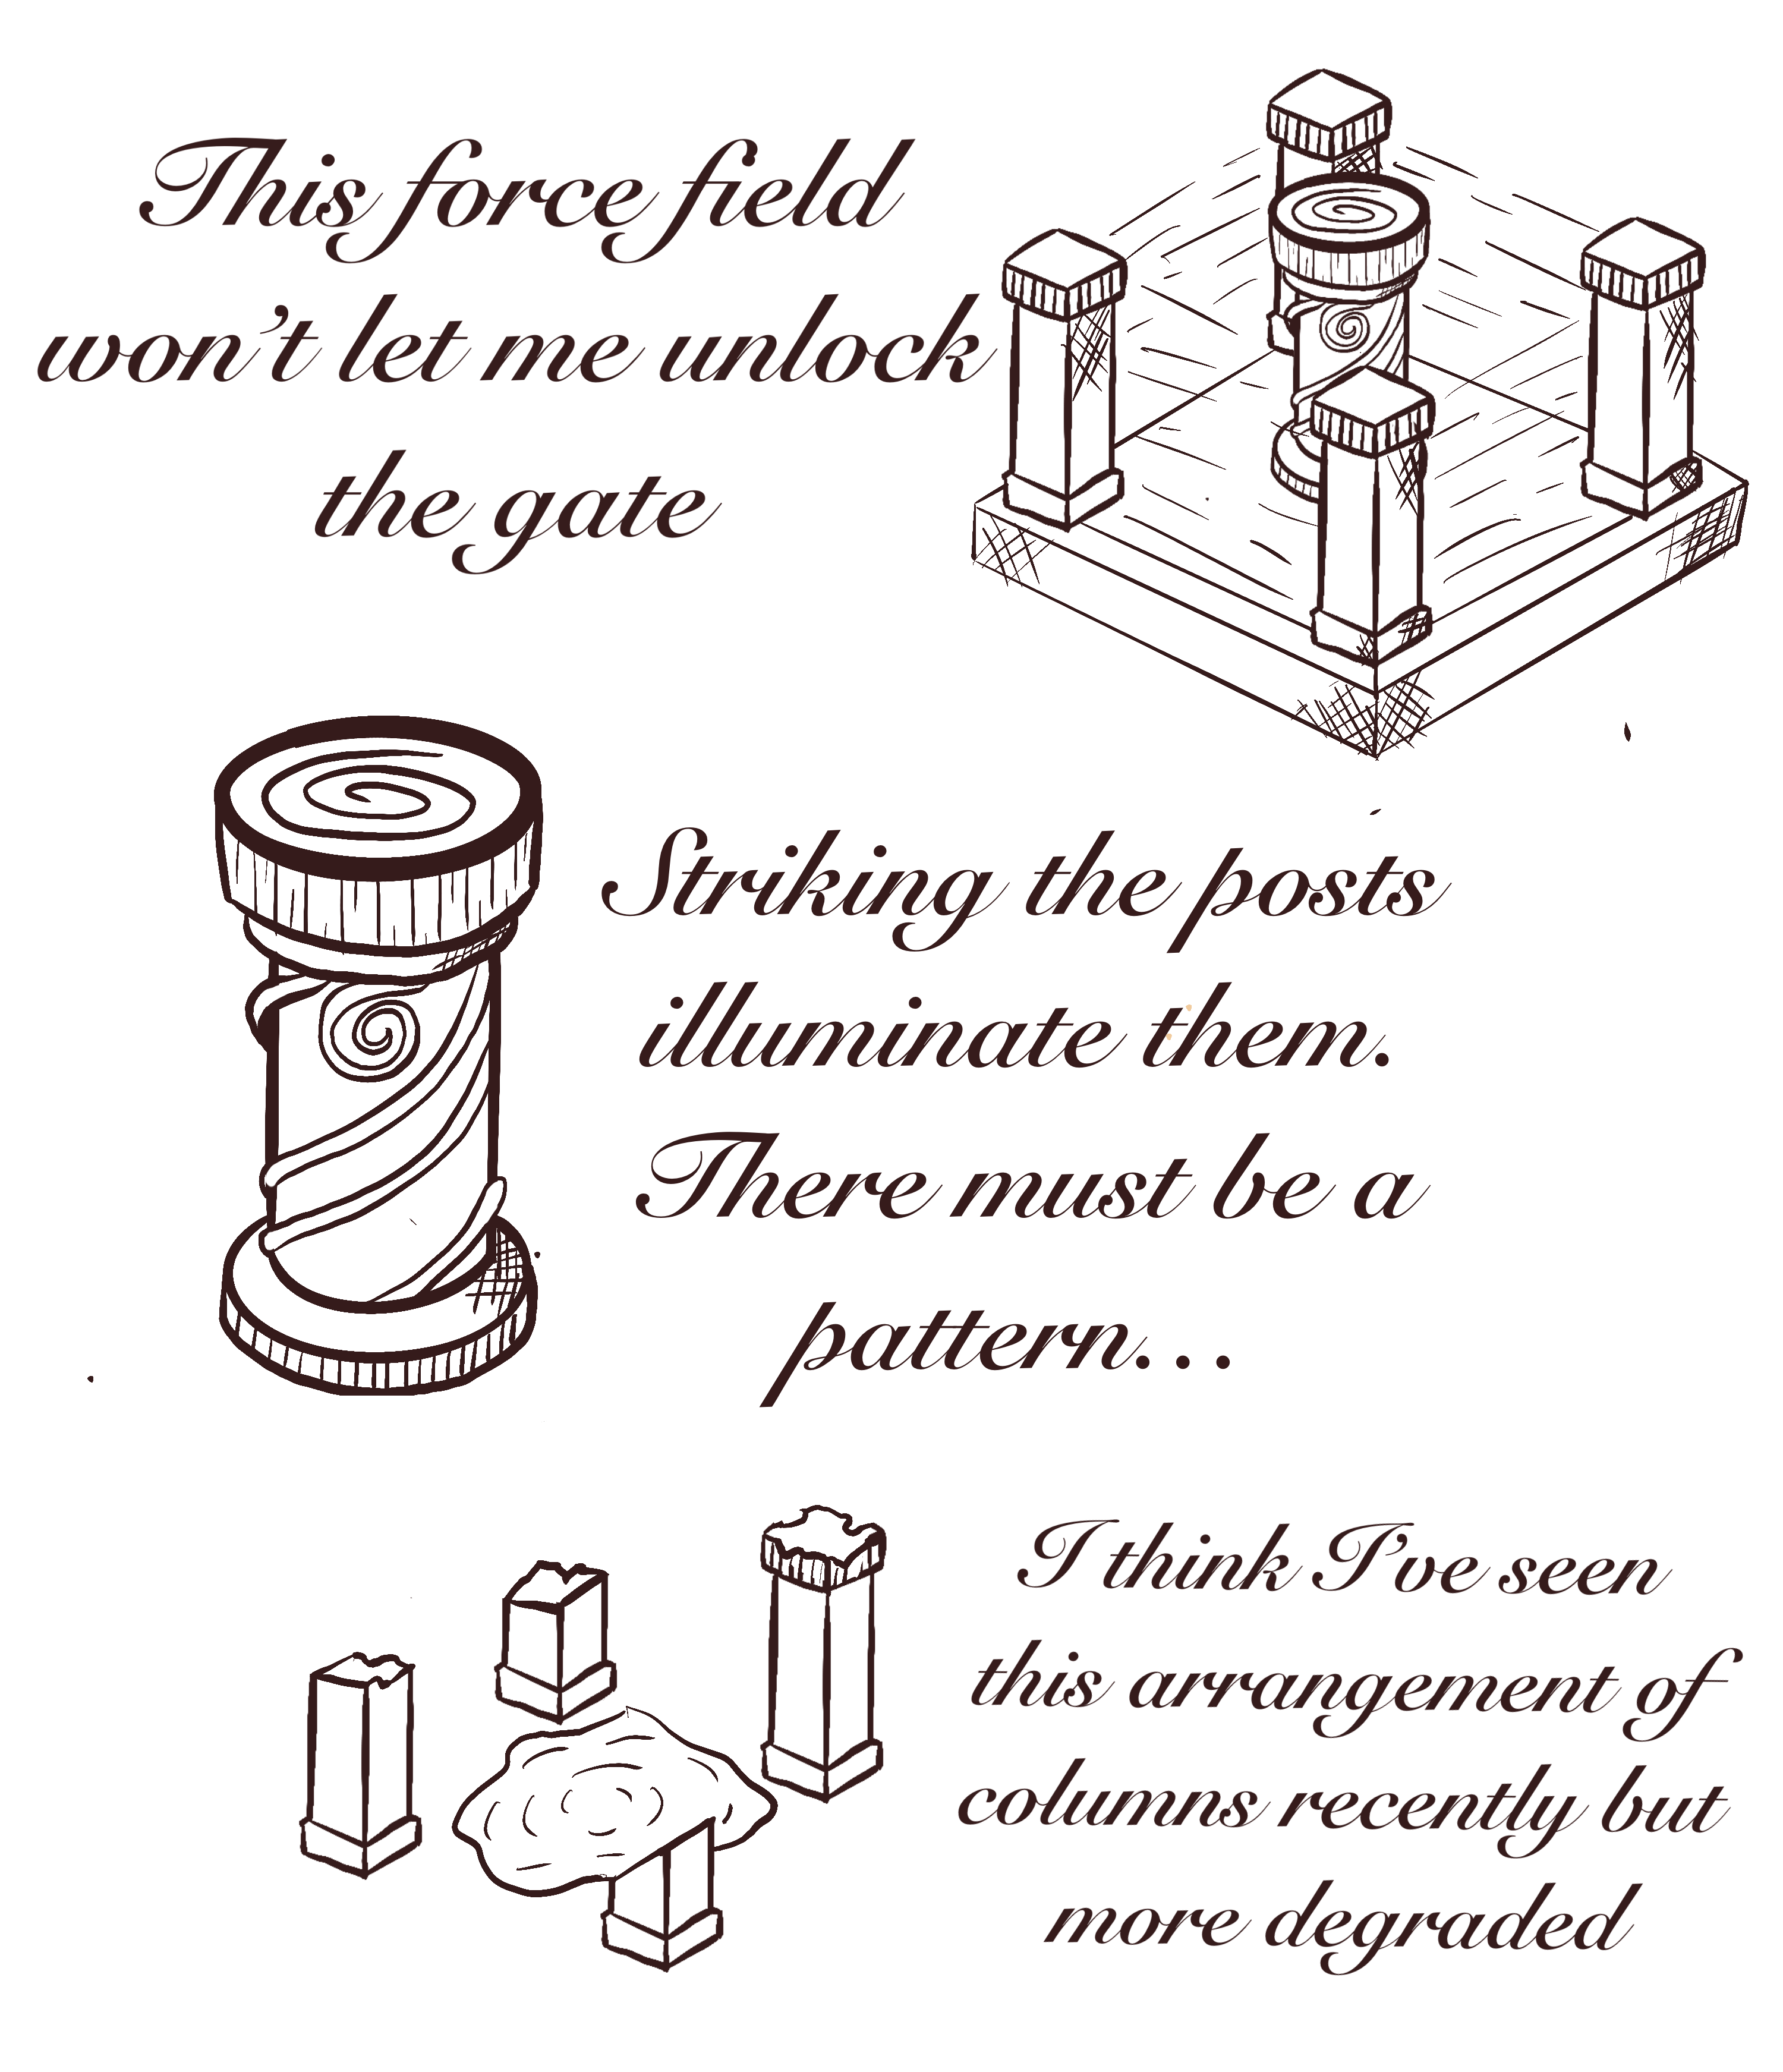 This force field
won't let me unlock
the gate
Striking the posts
illuminate them.
There must be a
pattern...
I think I've seen
this arrangement of
columns recently but
more degraded